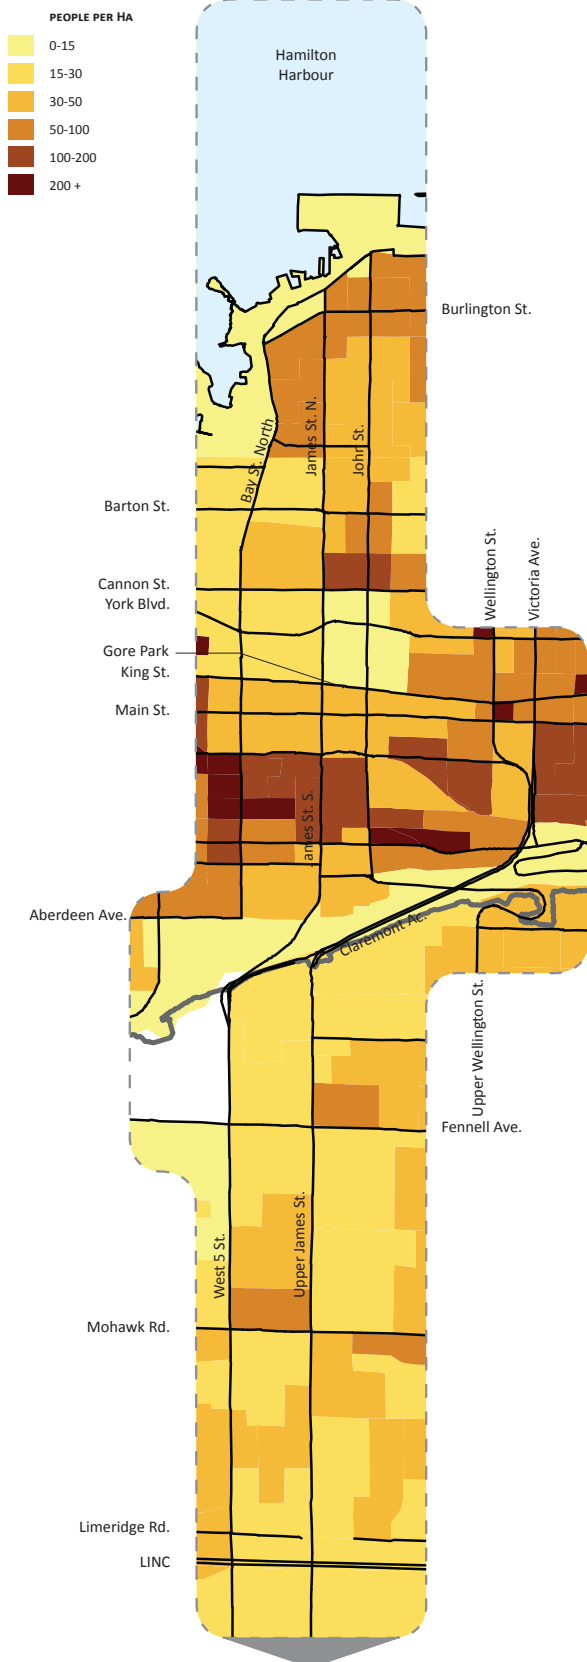 PEOPLE PER HA
0-15
15-30
30-50
50-100
100-200
200 +
Hamilton
Harbour
Burlington St.
James St. N.
John St.
Bay St. North
Barton St.
Wellington St.
Victoria Ave.
Cannon St.
York Blvd.
Gore Park
King St.
Main St.
James St. S.
Aberdeen Ave.
Claremont Ac.
Upper Wellington St.
Fennell Ave.
Upper James St.
West 5 St.
Mohawk Rd.
Limeridge Rd.
LINC